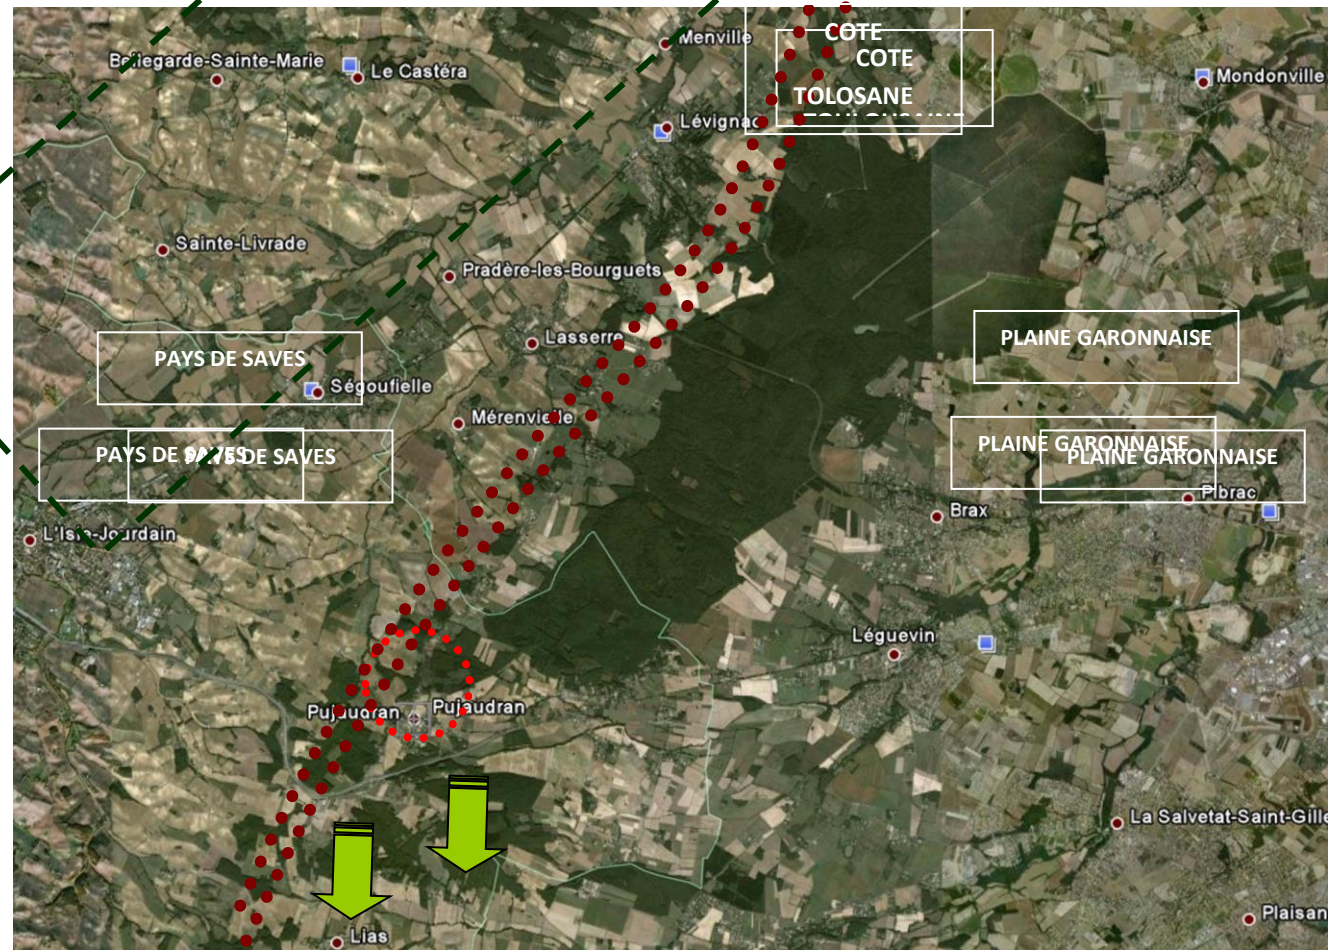 COTE
Menville
COTE
Bellegarde-Sainte-Marie
Le Castéra
Mondonville
TOLOSANE
TOULOUSAINE
Lévignac
Sainte-Livrade
Pradère-les-Bourguets
Lasserre
PLAINE GARONNAISE
PAYS DE SAVES
Ségoufielle
Mérenvielle
PLAINE GARONNAISE
PAYS DE SAVES
PAYS DE SAVES
PLAINE GARONNAISE
Pibrac
Brax
L'Isle-Jourdain
Léguevin
Pujaudran
Pujaudran
La Salvetat-Saint-Gille
Plaisan
Lias